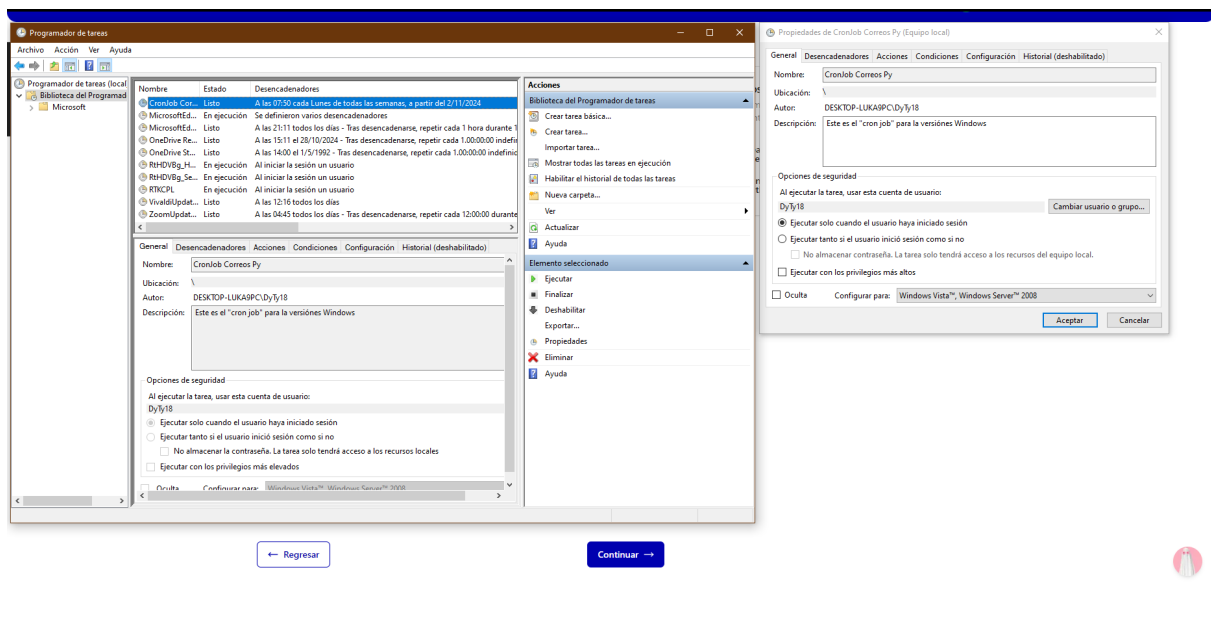 Programador de tareas
Archivo Acción Ver Ayuda
Programador de tareas (local
Biblioteca del Programad
Microsoft
Nombre Estado Desencadenadores
CronJob Cor... Listo A las 07:50 cada Lunes de todas las semanas, a partir del 2/11/2024
MicrosoftEd... En ejecución Se definieron varios desencadenadores
MicrosoftEd... Listo A las 21:11 todos los días - Tras desencadenarse, repetir cada 1 hora durante 1
OneDrive Re... Listo A las 15:11 el 28/10/2024 - Tras desencadenarse, repetir cada 1.00:00:00 indefi
OneDrive St... Listo A las 14:00 el 1/5/1992 - Tras desencadenarse, repetir cada 1.00:00:00 indefinic
RtHDVBg_H... En ejecución Al iniciar la sesión un usuario
RtHDVBg_Se... En ejecución Al iniciar la sesión un usuario
RTKCPL En ejecución Al iniciar la sesión un usuario
VivaldiUpdat... Listo A las 12:16 todos los días
ZoomUpdat... Listo A las 04:45 todos los días - Tras desencadenarse, repetir cada 12:00:00 durante
General Desencadenadores Acciones Condiciones Configuración Historial (deshabilitado)
Nombre: CronJob Correos Py
Ubicación: \
Autor: DESKTOP-LUKA9PC\DyTy18
Descripción: Este es el "cron job" para la versiónes Windows
Opciones de seguridad
Al ejecutar la tarea, usar esta cuenta de usuario:
DyTy18
Ejecutar solo cuando el usuario haya iniciado sesión
Ejecutar tanto si el usuario inició sesión como si no
No almacenar la contraseña. La tarea solo tendrá acceso a los recursos locales
Ejecutar con los privilegios más elevados
Oculta Configurar para: Windows Vista™, Windows Server™ 2008
Acciones
Biblioteca del Programador de tareas
Crear tarea básica...
Crear tarea...
Importar tarea...
Mostrar todas las tareas en ejecución
Habilitar el historial de todas las tareas
Nueva carpeta...
Ver
Actualizar
Ayuda
Elemento seleccionado
Ejecutar
Finalizar
Deshabilitar
Exportar...
Propiedades
Eliminar
Ayuda
Propiedades de CronJob Correos Py (Equipo local)
General Desencadenadores Acciones Condiciones Configuración Historial (deshabilitado)
Nombre: CronJob Correos Py
Ubicación: \
Autor: DESKTOP-LUKA9PC\DyTy18
Descripción: Este es el "cron job" para la versiónes Windows
Opciones de seguridad
Al ejecutar la tarea, usar esta cuenta de usuario:
DyTy18 Cambiar usuario o grupo...
Ejecutar solo cuando el usuario haya iniciado sesión
Ejecutar tanto si el usuario inició sesión como si no
No almacenar contraseña. La tarea solo tendrá acceso a los recursos del equipo local.
Ejecutar con los privilegios más altos
Oculta Configurar para: Windows Vista™, Windows Server™ 2008
Aceptar Cancelar
← Regresar
Continuar →